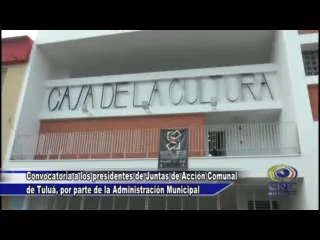 CASA DE LA CULTURA
Convocatoria a los presidentes de Juntas de Acción Comunal
de Tuluá, por parte de la Administración Municipal
CNC